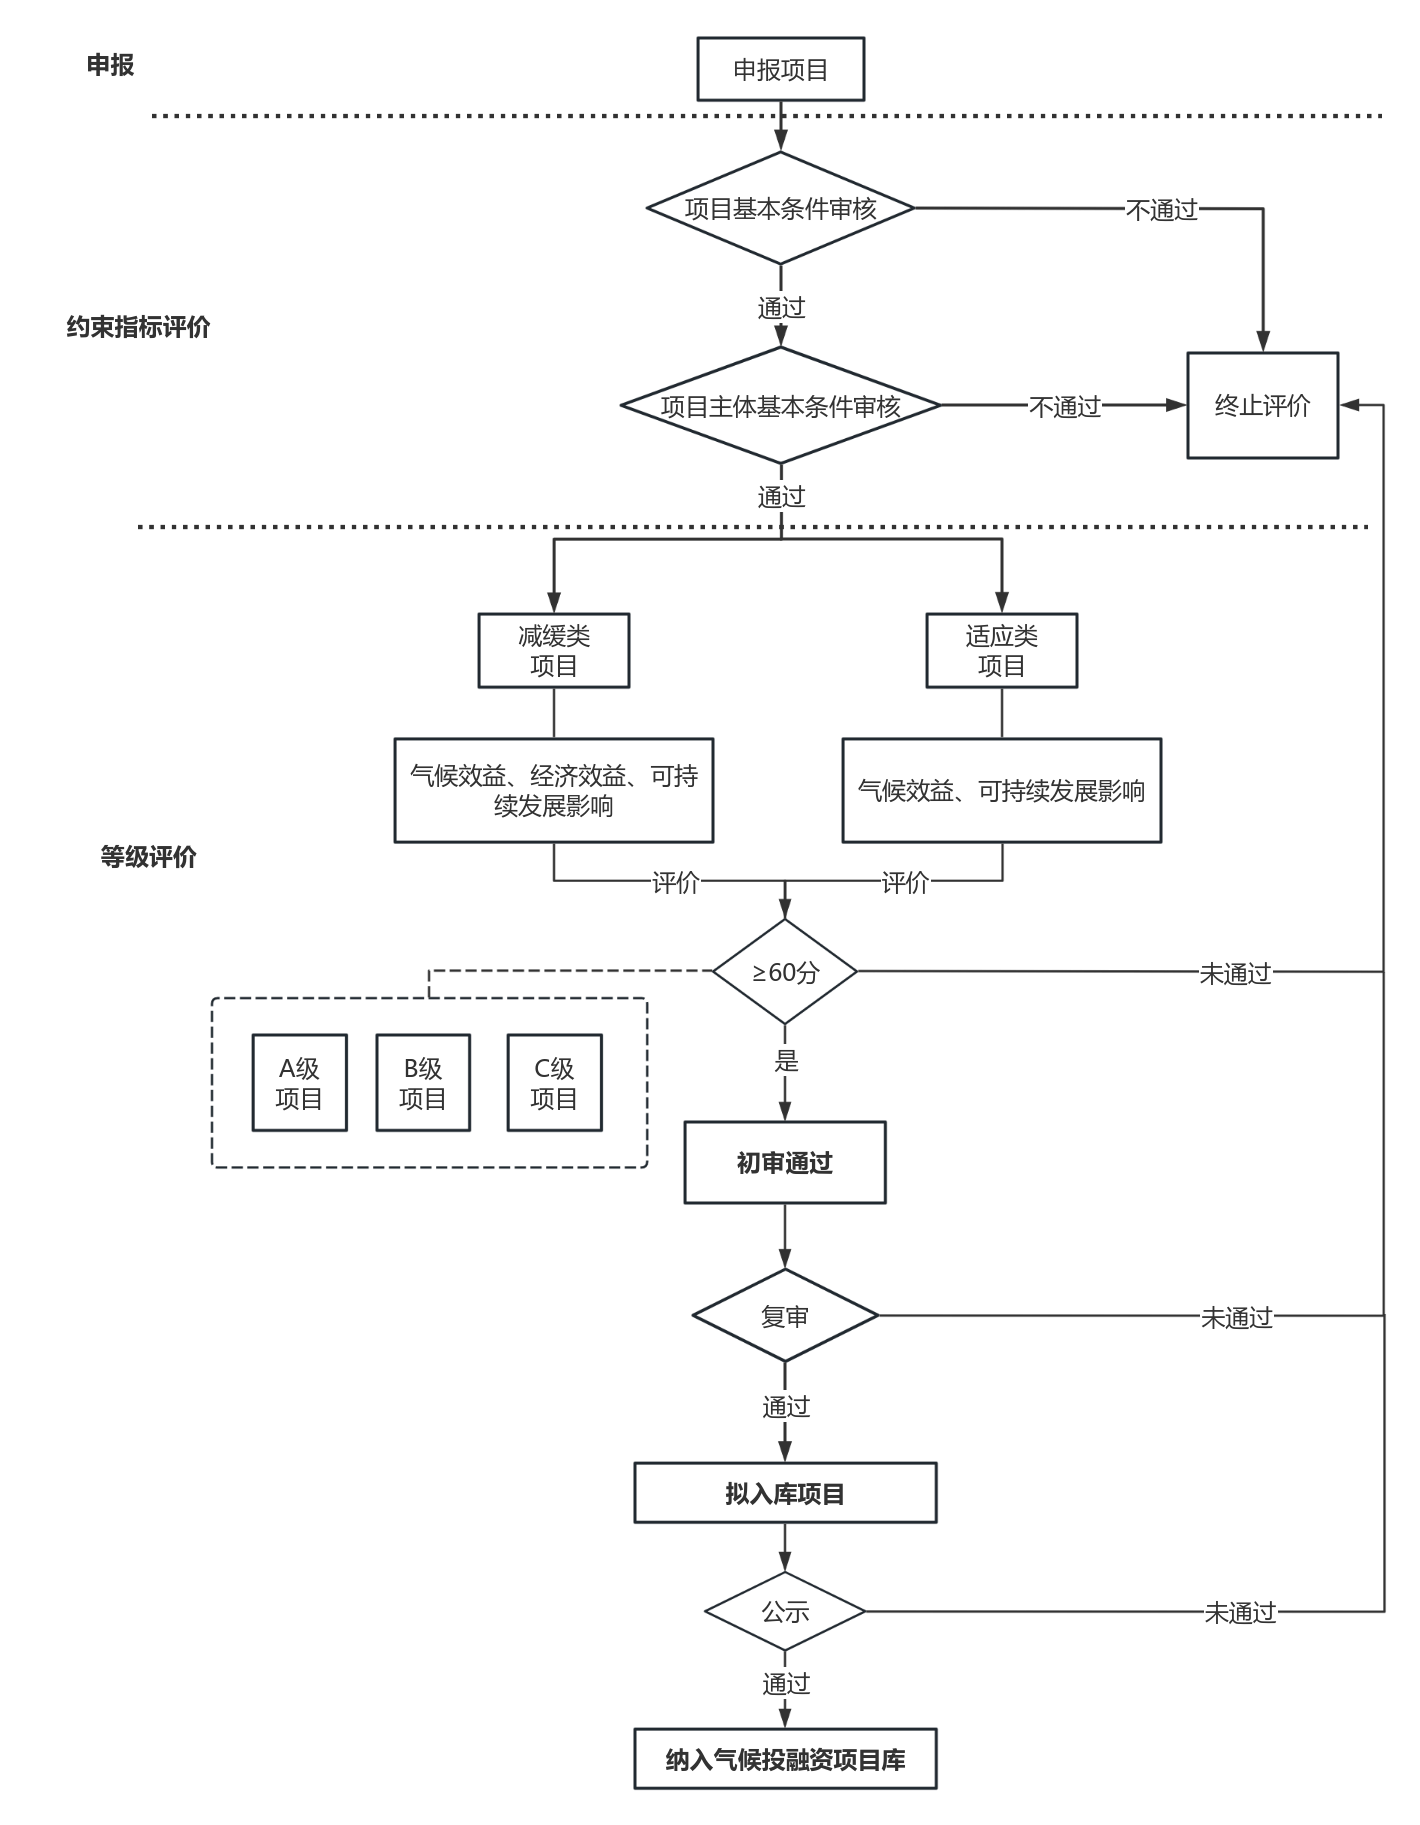 申报
申报项目
项目基本条件审核
不通过
通过
约束指标评价
项目主体基本条件审核
不通过
终止评价
通过
减缓类
项目
适应类
项目
气候效益、经济效益、可持
续发展影响
气候效益、可持续发展影响
等级评价
评价
评价
≥60分
未通过
A级
项目
B级
项目
C级
项目
是
初审通过
复审
未通过
通过
拟入库项目
公示
未通过
通过
纳入气候投融资项目库